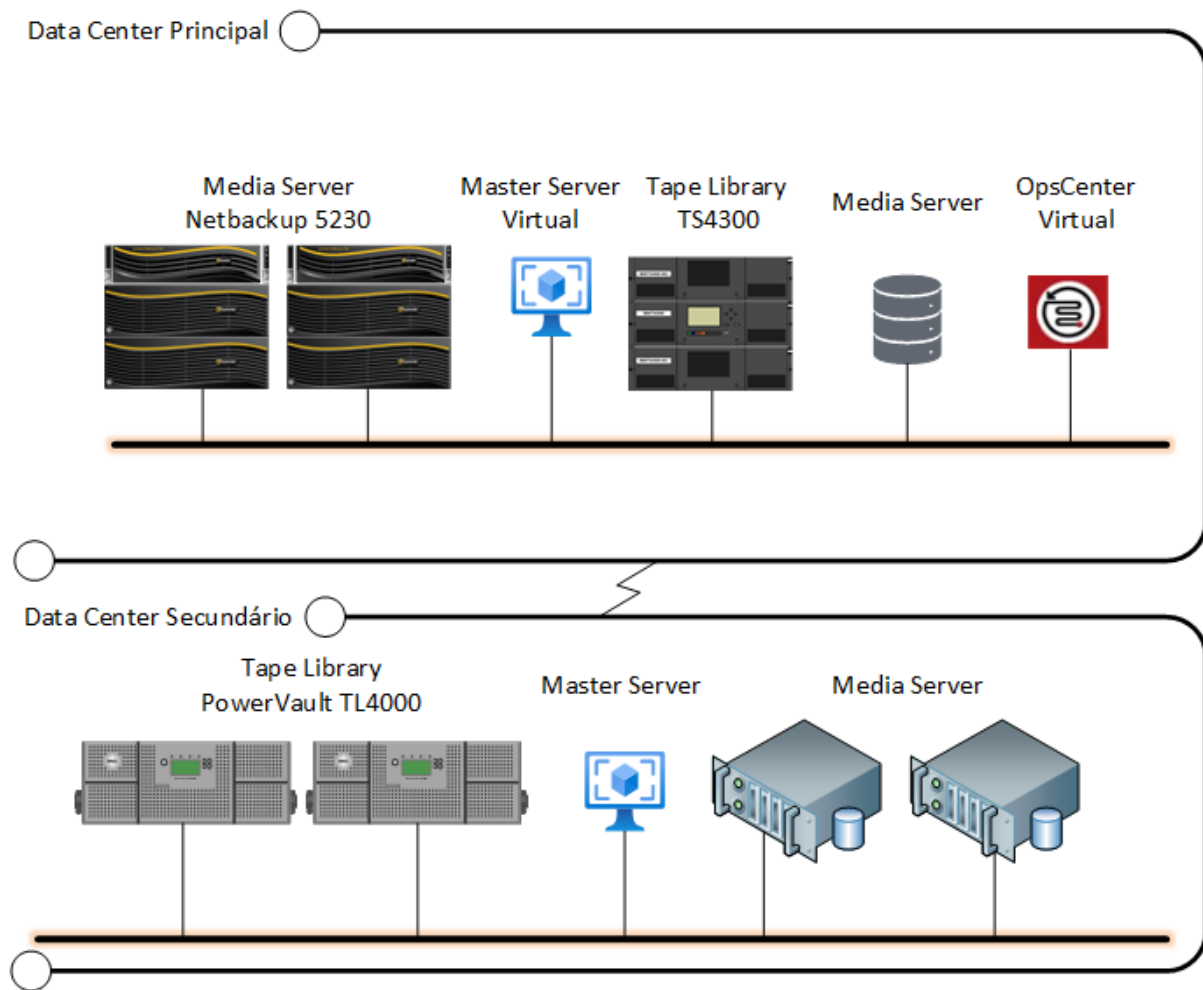 Data Center Principal
Media Server
Netbackup 5230
Master Server
Virtual
Tape Library
TS4300
Media Server
OpsCenter
Virtual
Data Center Secundário
Tape Library
PowerVault TL4000
Master Server
Media Server